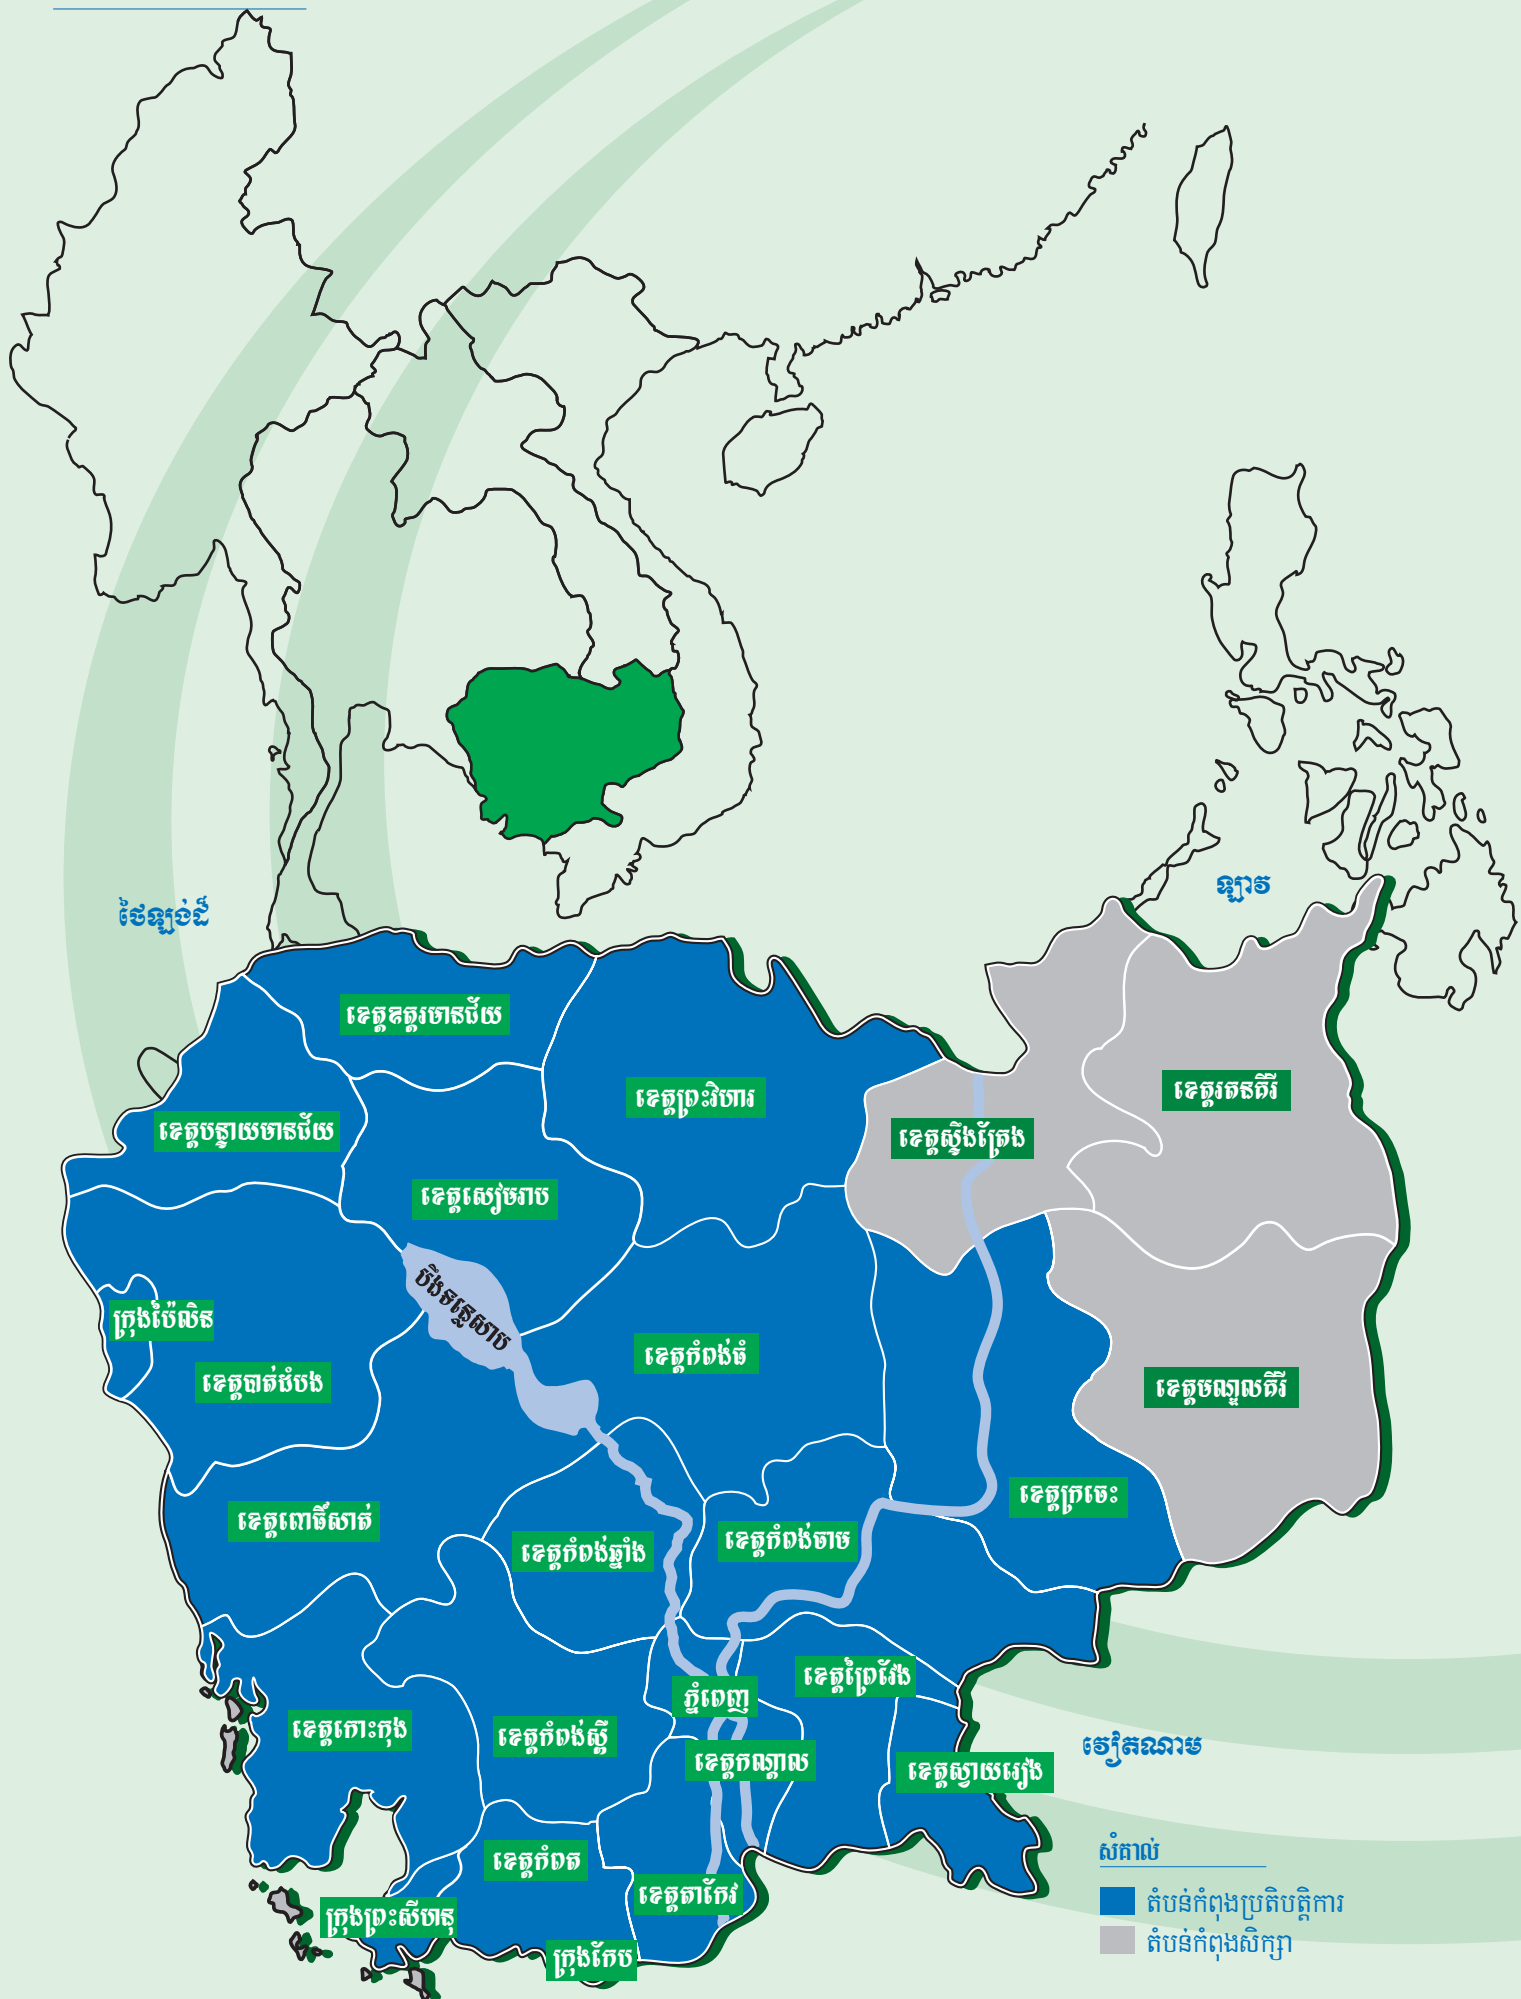 ថៃឡង់ដ៏
ឡាវ
ខេត្តឧត្តរមានជ័យ
ខេត្តព្រះវិហារ
ខេត្តរតនគិរី
ខេត្តស្ទឹងត្រែង
ខេត្តបន្ទាយមានជ័យ
ខេត្តសៀមរាប
បឹងទន្លេសាប
ក្រុងប៉ៃលិន
ខេត្តកំពង់ធំ
ខេត្តបាត់ដំបង
ខេត្តមណ្ឌលគិរី
ខេត្តក្រចេះ
ខេត្តពោធិ៍សាត់
ខេត្តកំពង់ឆ្នាំង
ខេត្តកំពង់ចាម
ខេត្តព្រៃវែង
ភ្នំពេញ
ខេត្តកោះកុង
ខេត្តកំពង់ស្ពឺ
ខេត្តកណ្តាល
ខេត្តស្វាយរៀង
វៀតណាម
ខេត្តកំពត
ខេត្តតាកែវ
ក្រុងព្រះសីហនុ
ក្រុងកែប
សំគាល់
តំបន់កំពុងប្រតិបត្តិការ
តំបន់កំពុងសិក្សា